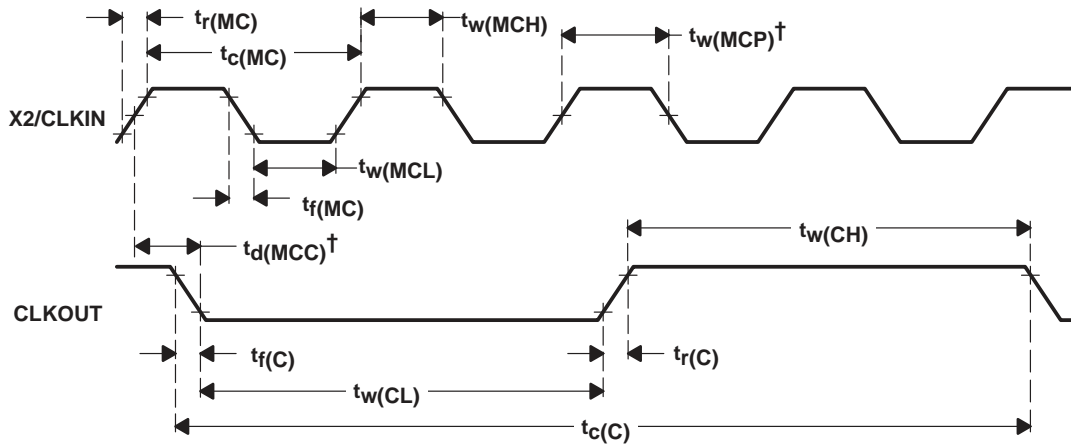 tr(MC)
tw(MCH)
tw(MCP)†
tc(MC)
X2/CLKIN
tw(MCL)
tf(MC)
td(MCC)†
tw(CH)
CLKOUT
tf(C)
tr(C)
tw(CL)
tc(C)